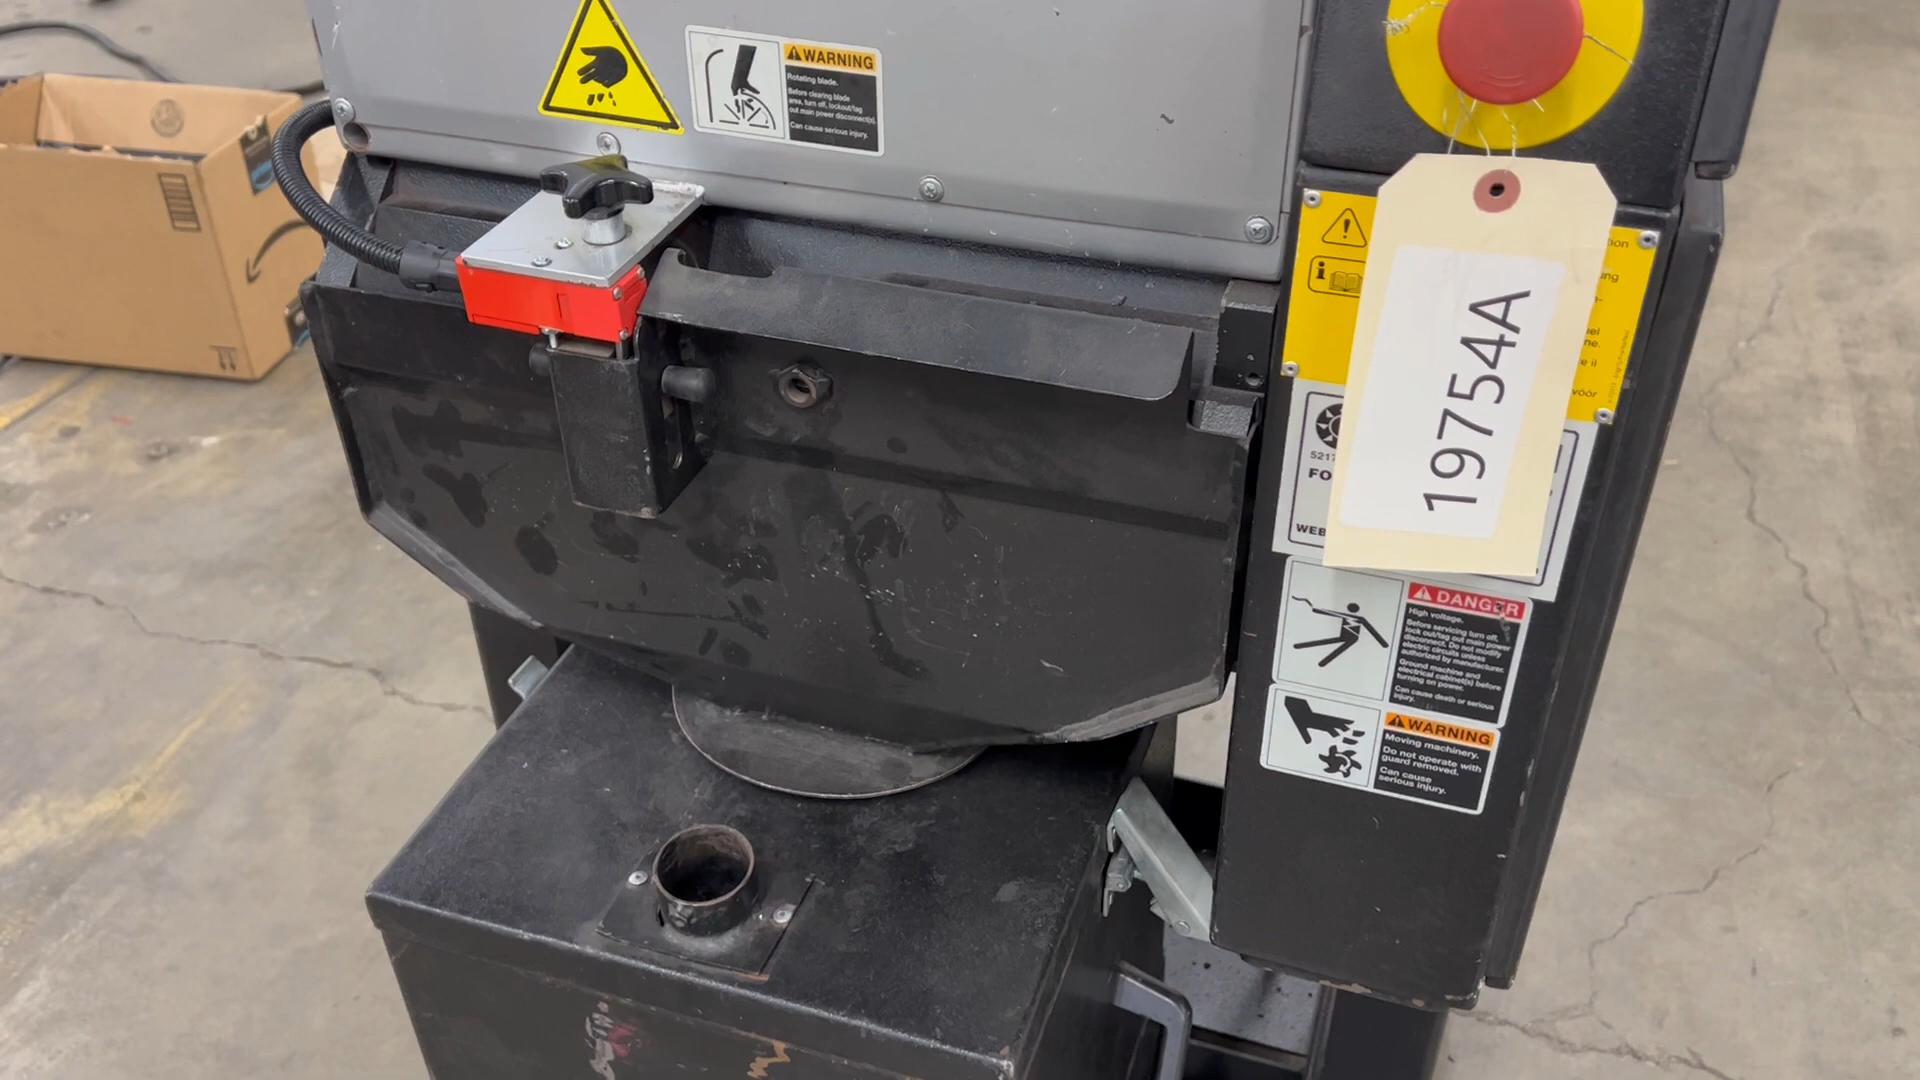 WARNING
Rotating blade.
Before clearing blade
area, turn off, lockout/tag
out main power disconnect(s).
Can cause serious injury.
19754A
5217
FO
WEB
DANGER
High voltage.
Before servicing turn off,
lock out/tag out main power
disconnect. Do not modify
electric circuits unless
authorized by manufacturer.
Ground machine and
electrical cabinet(s) before
turning on power.
Can cause death or serious
injury.
WARNING
Moving machinery.
Do not operate with
guard removed.
Can cause
serious injury.